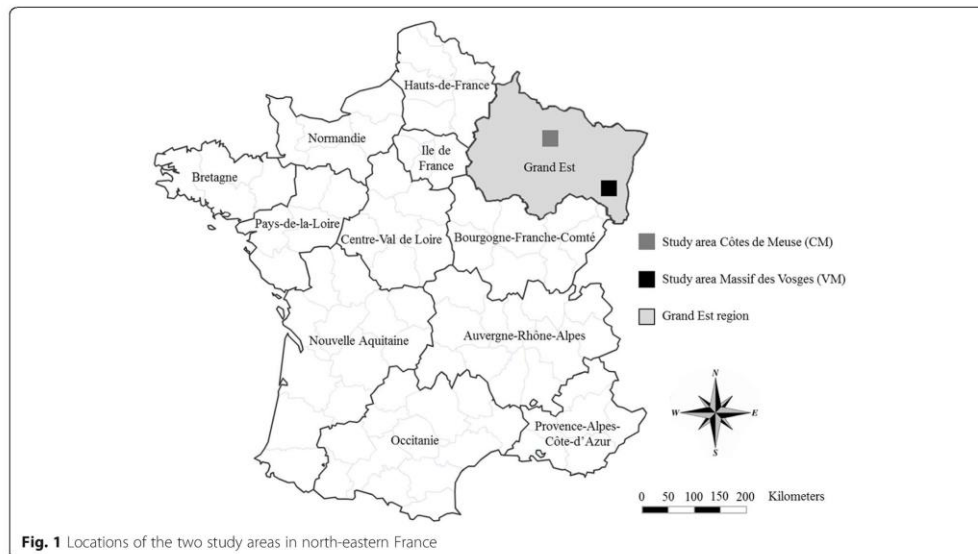 Hauts-de-France
Normandie
Ile de
France
Grand Est
Bretagne
Pays-de-la-Loire
Centre-Val de Loire
Bourgogne-Franche-Comté
Study area Côtes de Meuse (CM)
Study area Massif des Vosges (VM)
Grand Est region
Nouvelle Aquitaine
Auvergne-Rhône-Alpes
N
W
E
S
Occitanie
Provence-Alpes-
Côte-d’Azur
0 50 100 150 200 Kilometers
Fig. 1 Locations of the two study areas in north-eastern France